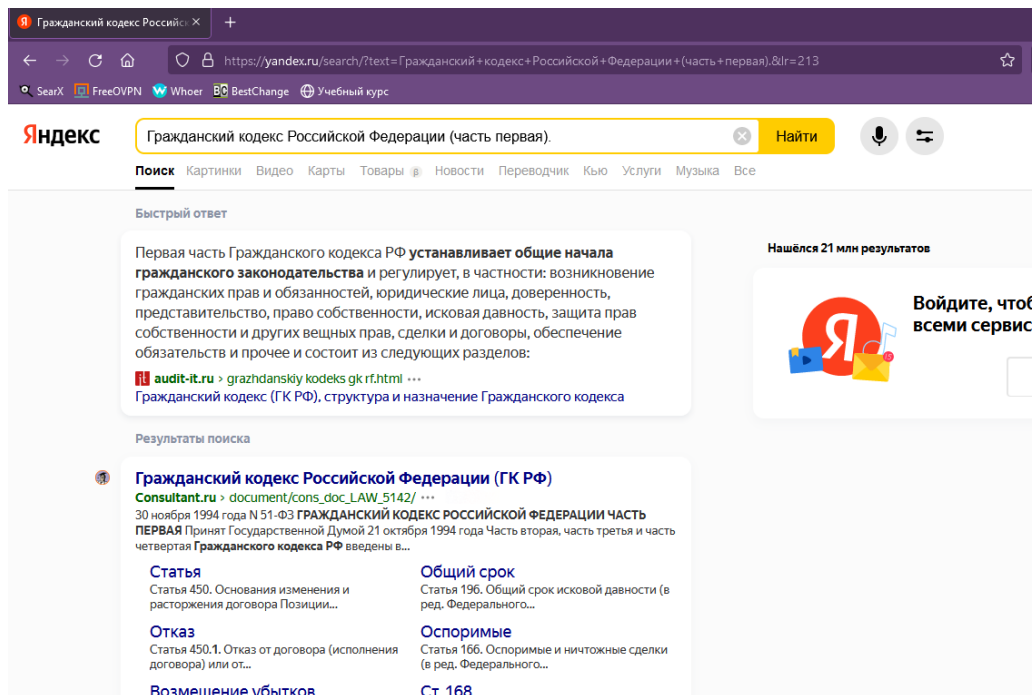 Гражданский кодекс Российск
https://yandex.ru/search/?text=Гражданский+кодекс+Российской+Федерации+(часть+первая).&lr=213
SearX FreeOVPN Whoer BestChange Учебный курс
Яндекс
Гражданский кодекс Российской Федерации (часть первая).
Найти
Поиск Картинки Видео Карты Товары β Новости Переводчик Кью Услуги Музыка Все
Быстрый ответ
Первая часть Гражданского кодекса РФ устанавливает общие начала
гражданского законодательства и регулирует, в частности: возникновение
гражданских прав и обязанностей, юридические лица, доверенность,
представительство, право собственности, исковая давность, защита прав
собственности и других вещных прав, сделки и договоры, обеспечение
обязательств и прочее и состоит из следующих разделов:
audit-it.ru › grazhdanskiy kodeks gk rf.html ···
Гражданский кодекс (ГК РФ), структура и назначение Гражданского кодекса
Нашёлся 21 млн результатов
Войдите, чтоб
всеми сервис
Результаты поиска
Гражданский кодекс Российской Федерации (ГК РФ)
Consultant.ru › document/cons_doc_LAW_5142/ ···
30 ноября 1994 года N 51-ФЗ ГРАЖДАНСКИЙ КОДЕКС РОССИЙСКОЙ ФЕДЕРАЦИИ ЧАСТЬ
ПЕРВАЯ Принят Государственной Думой 21 октября 1994 года Часть вторая, часть третья и часть
четвертая Гражданского кодекса РФ введены в...
Статья
Статья 450. Основания изменения и
расторжения договора Позиции...
Общий срок
Статья 196. Общий срок исковой давности (в
ред. Федерального...
Отказ
Статья 450.1. Отказ от договора (исполнения
договора) или от...
Оспоримые
Статья 166. Оспоримые и ничтожные сделки
(в ред. Федерального...
Возмещение убытков
Ст. 168